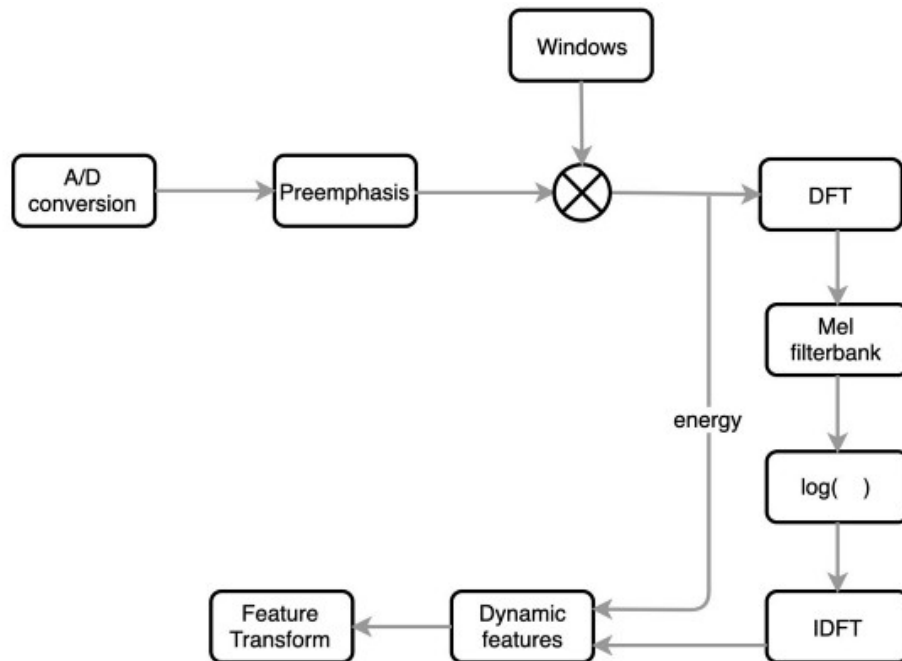 Windows
A/D
conversion
Preemphasis
DFT
Mel
filterbank
energy
log( )
Feature
Transform
Dynamic
features
IDFT